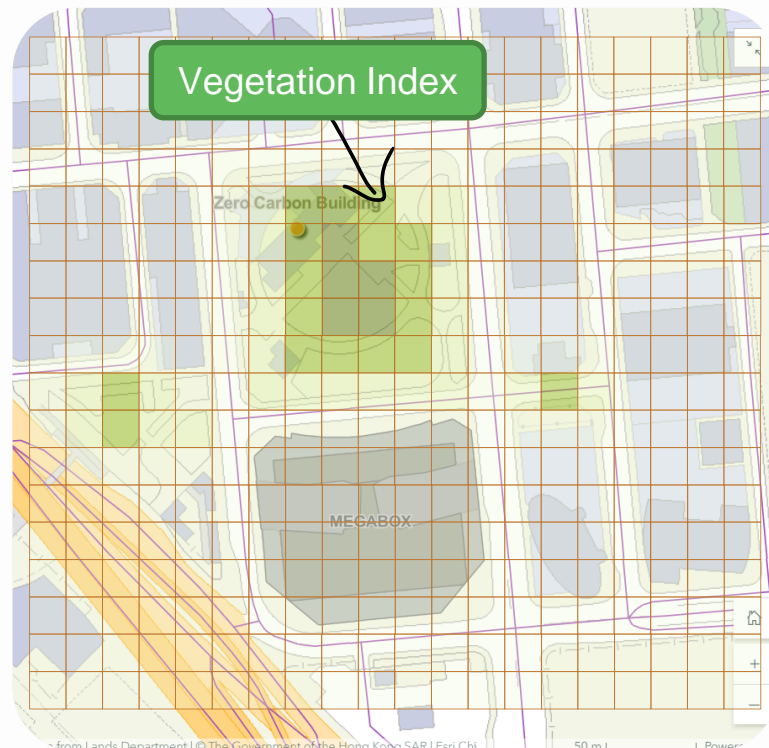 Vegetation Index
Zero Carbon Building
MEGABOX
from Lands Department | © The Government of the Hong Kong SAR | Esri Chi
50 m
Powere